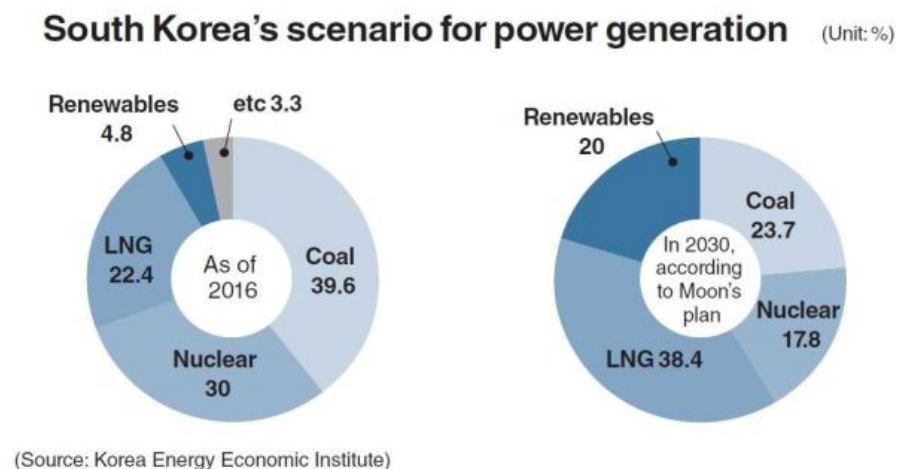 South Korea's scenario for power generation (Unit: %)
Renewables
4.8
etc 3.3
LNG
22.4
As of
2016
Coal
39.6
Nuclear
30
Renewables
20
Coal
23.7
In 2030,
according
to Moon's
plan
Nuclear
17.8
LNG 38.4
(Source: Korea Energy Economic Institute)